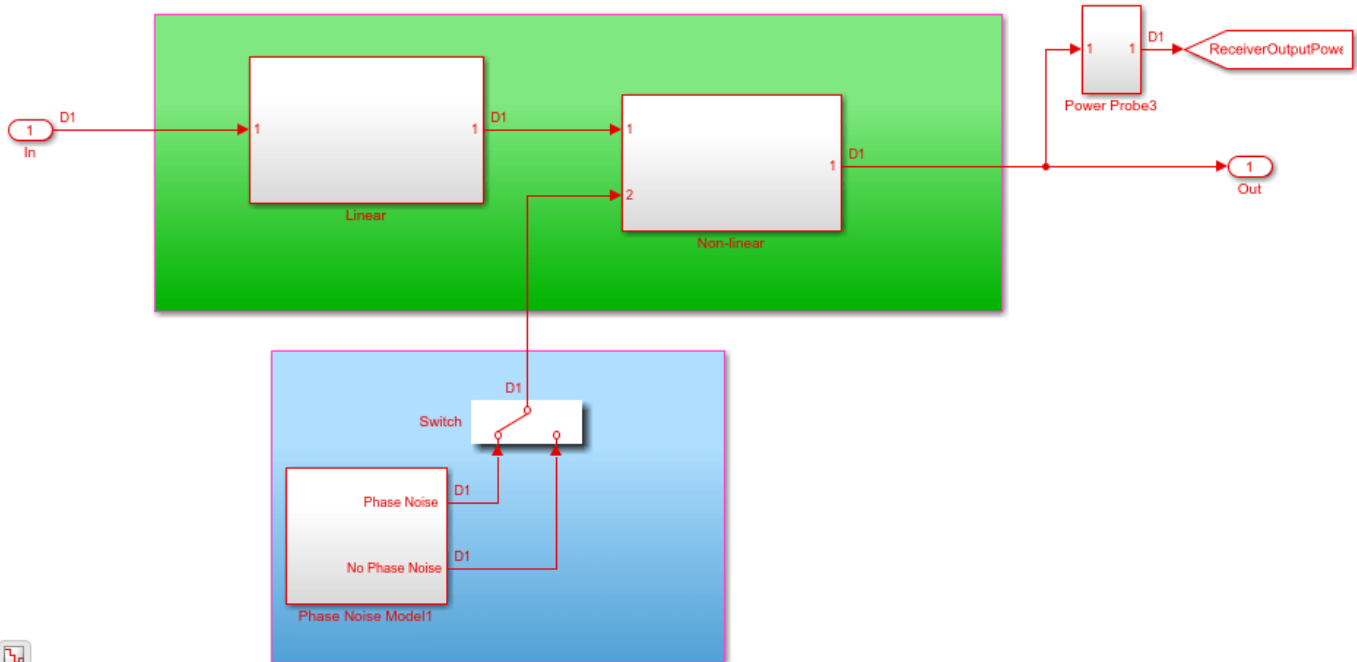 D1
1
In
1
1
Linear
D1
1
2
1
Non-linear
D1
1
1
Power Probe3
D1
ReceiverOutputPowe
1
Out
D1
Switch
Phase Noise
No Phase Noise
D1
D1
Phase Noise Model1